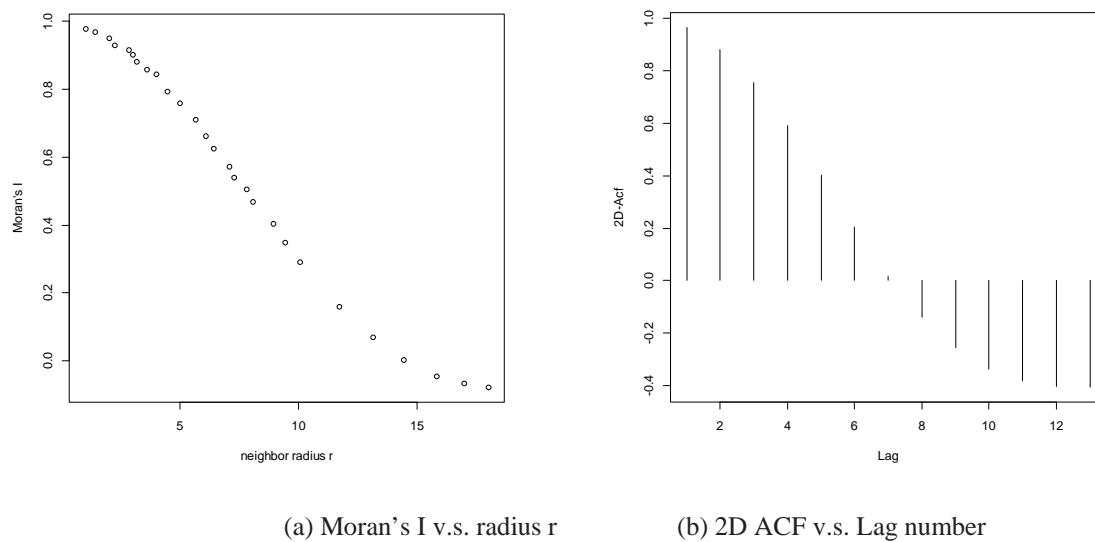 1.0
0.8
0.6
0.4
0.2
0.0
Moran's I
5 10 15
neighbor radius r
1.0
0.8
0.6
0.4
0.2
0.0
-0.2
-0.4
2D-Acf
2 4 6 8 10 12
Lag
(a) Moran’s I v.s. radius r
(b) 2D ACF v.s. Lag number